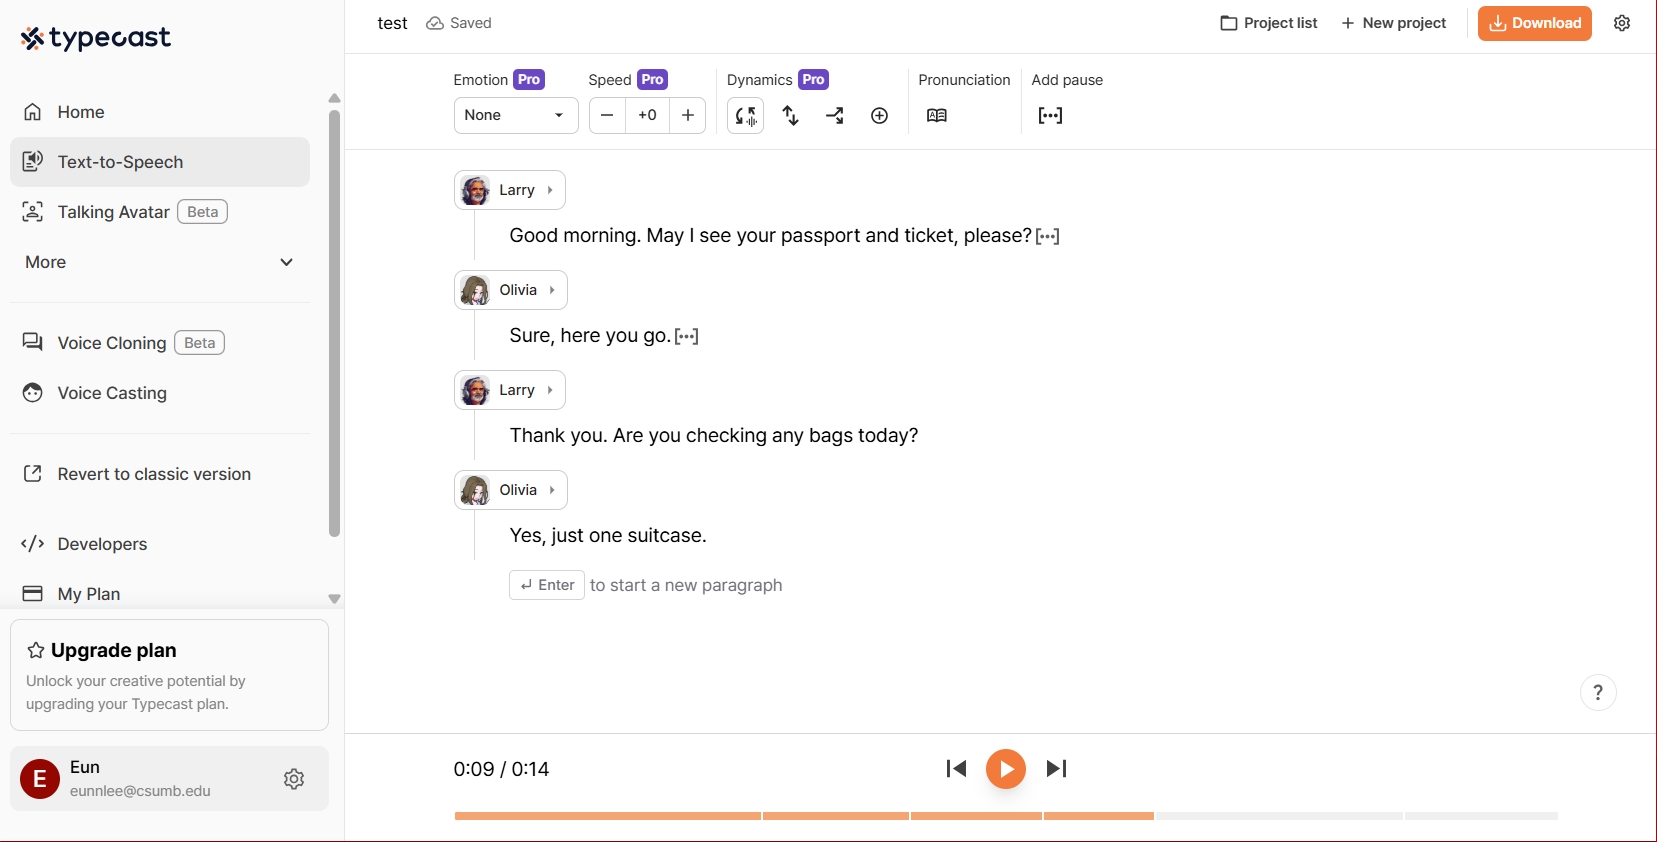 typecast
Home
Text-to-Speech
Talking Avatar Beta
More
Voice Cloning Beta
Voice Casting
Revert to classic version
Developers
My Plan
Upgrade plan
Unlock your creative potential by
upgrading your Typecast plan.
E
Eun
eunnlee@csumb.edu
test Saved
Project list + New project Download
Emotion Pro Speed Pro Dynamics Pro Pronunciation Add pause
None − +0 +
Larry
Good morning. May I see your passport and ticket, please? [···]
Olivia
Sure, here you go. [···]
Larry
Thank you. Are you checking any bags today?
Olivia
Yes, just one suitcase.
↵ Enter to start a new paragraph
?
0:09 / 0:14